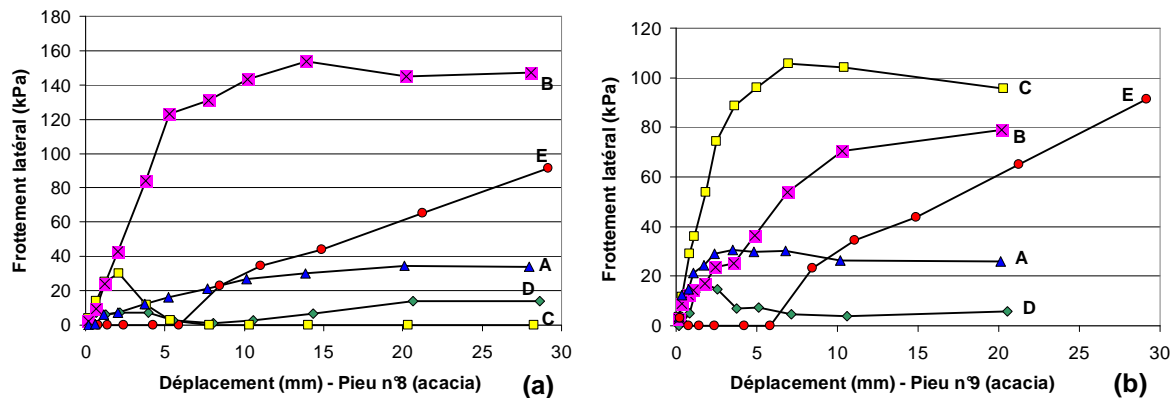 180
160
140
120
100
80
60
40
20
0
Frottement latéral (kPa)
B
E
A
D
C
0 5 10 15 20 25 30
Déplacement (mm) - Pieu n°8 (acacia)
(a)
120
100
80
60
40
20
0
Frottement latéral (kPa)
C
E
B
A
D
0 5 10 15 20 25 30
Déplacement (mm) - Pieu n°9 (acacia)
(b)